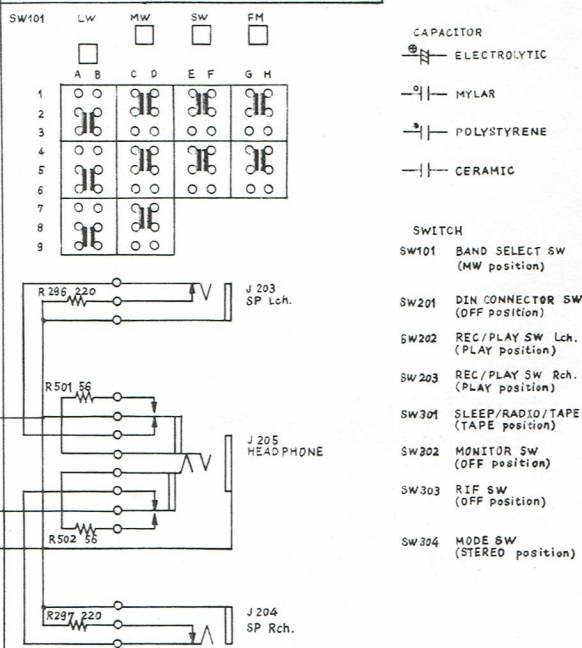 SW101 LW MW SW FM
A B C D E F G H
1
2
3
4
5
6
7
8
9
R296 220
J203
SP Lch.
R501 56
J205
HEADPHONE
R502 56
R297 220
J204
SP Rch.
CAPACITOR
ELECTROLYTIC
MYLAR
POLYSTYRENE
CERAMIC
SWITCH
SW101 BAND SELECT SW
(MW position)
SW201 DIN CONNECTOR SW
(OFF position)
SW202 REC/PLAY SW Lch.
(PLAY position)
SW203 REC/PLAY SW Rch.
(PLAY position)
SW301 SLEEP/RADIO/TAPE
(TAPE position)
SW302 MONITOR SW
(OFF position)
SW303 RIF SW
(OFF position)
SW304 MODE SW
(STEREO position)